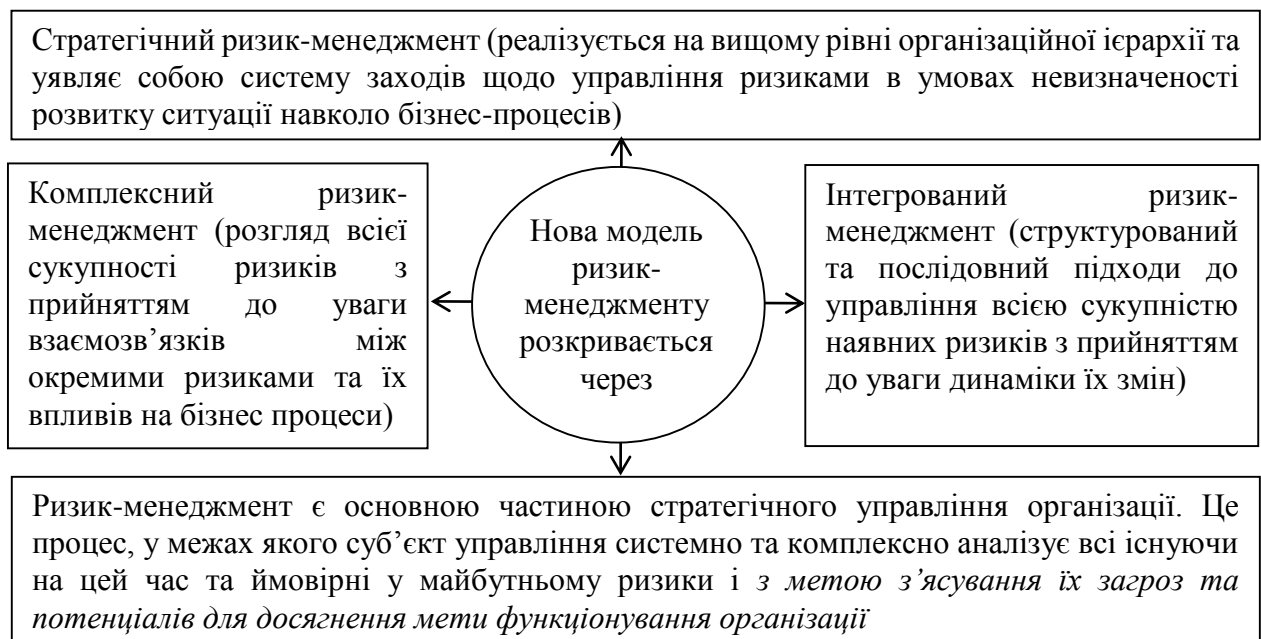 Стратегічний ризик-менеджмент (реалізується на вищому рівні організаційної ієрархії та
уявляє собою систему заходів щодо управління ризиками в умовах невизначеності
розвитку ситуації навколо бізнес-процесів)
Комплексний ризик-
менеджмент (розгляд всієї
сукупності ризиків з
прийняттям до уваги
взаємозв’язків між
окремими ризиками та їх
впливів на бізнес процеси)
Нова модель
ризик-
менеджменту
розкривається
через
Інтегрований ризик-
менеджмент (структурований
та послідовний підходи до
управління всією сукупністю
наявних ризиків з прийняттям
до уваги динаміки їх змін)
Ризик-менеджмент є основною частиною стратегічного управління організації. Це
процес, у межах якого суб’єкт управління системно та комплексно аналізує всі існуючи
на цей час та ймовірні у майбутньому ризики і з метою з’ясування їх загроз та
потенціалів для досягнення мети функціонування організації